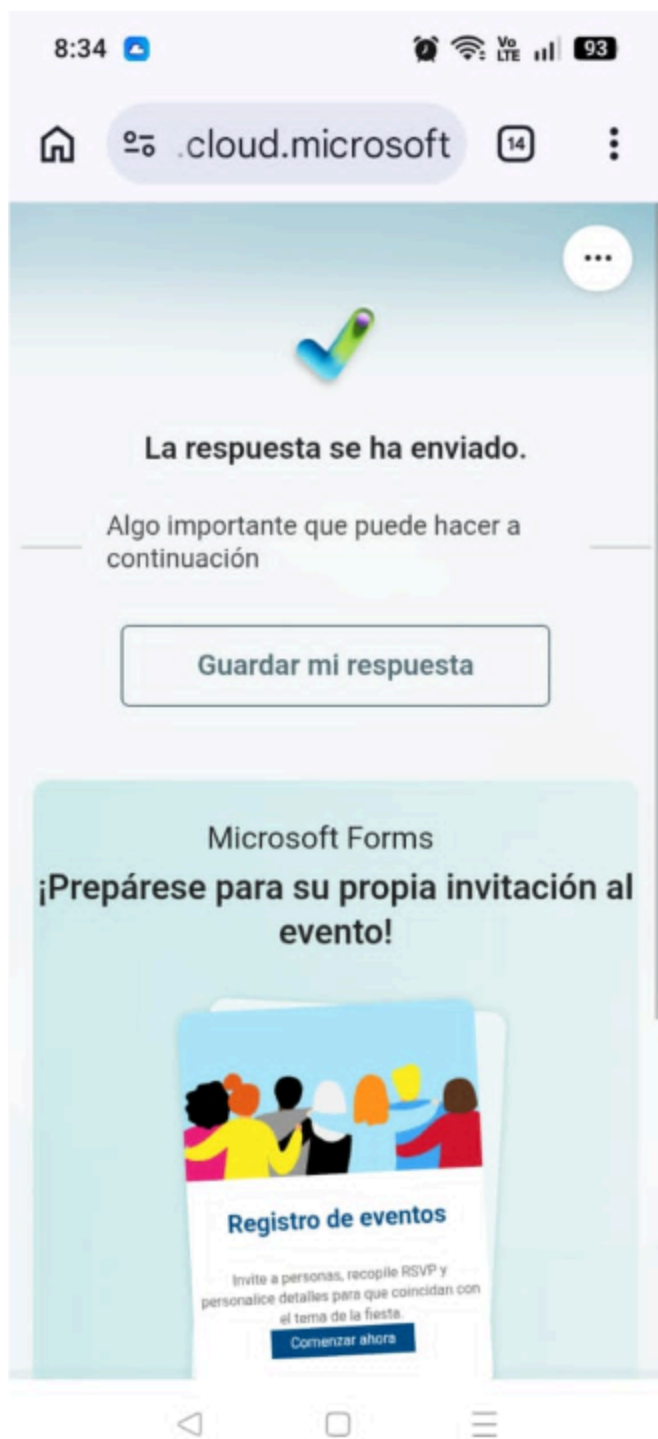 8:34
Vo
LTE
93
.cloud.microsoft
14
La respuesta se ha enviado.
Algo importante que puede hacer a
continuación
Guardar mi respuesta
Microsoft Forms
¡Prepárese para su propia invitación al
evento!
Registro de eventos
Invite a personas, recopile RSVP y
personalice detalles para que coincidan con
el tema de la fiesta.
Comenzar ahora